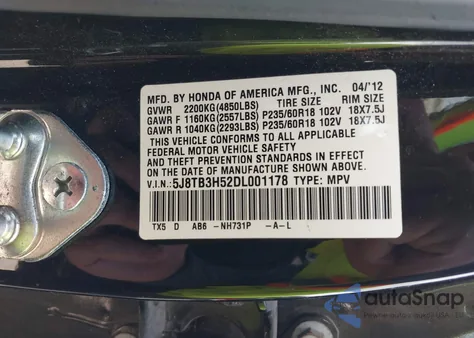 MFD. BY HONDA OF AMERICA MFG., INC. 04/'12
GVWR 2200KG(4850LBS) TIRE SIZE RIM SIZE
GAWR F 1160KG(2557LBS) P235/60R18 102V 18X7.5J
GAWR R 1040KG(2293LBS) P235/60R18 102V 18X7.5J
THIS VEHICLE CONFORMS TO ALL APPLICABLE
FEDERAL MOTOR VEHICLE SAFETY AND
THEFT PREVENTION STANDARDS IN EFFECT
ON THE DATE OF MANUFACTURE SHOWN ABOVE.
V.I.N.: 5J8TB3H52DL001178 TYPE: MPV
TX5 D AB6 -NH731P -A-L
autoSnap